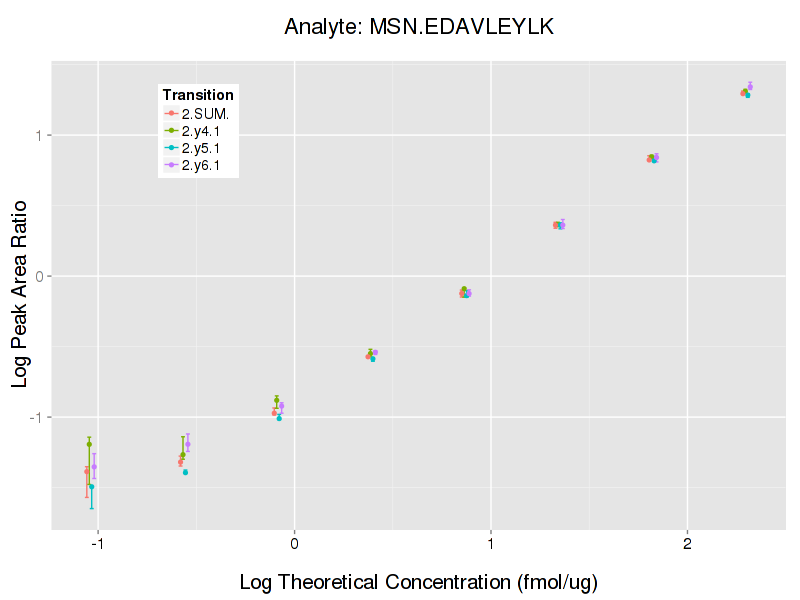 Analyte: MSN.EDAVLEYLK
Transition
2.SUM.
2.y4.1
2.y5.1
2.y6.1
Log Peak Area Ratio
1
0
-1
-1
0
1
2
Log Theoretical Concentration (fmol/ug)